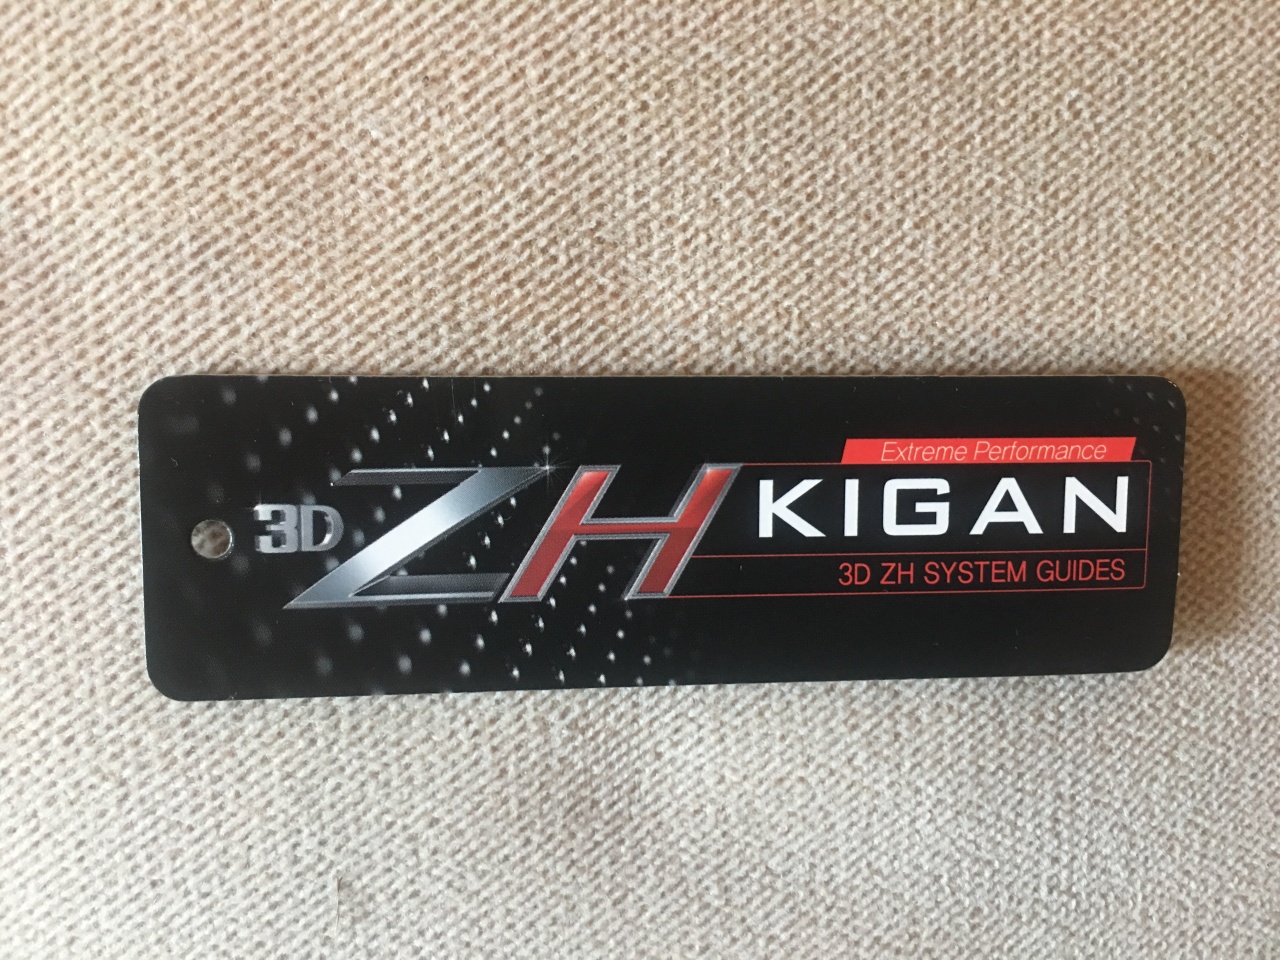 3D ZH
Extreme Performance
KIGAN
3D ZH SYSTEM GUIDES